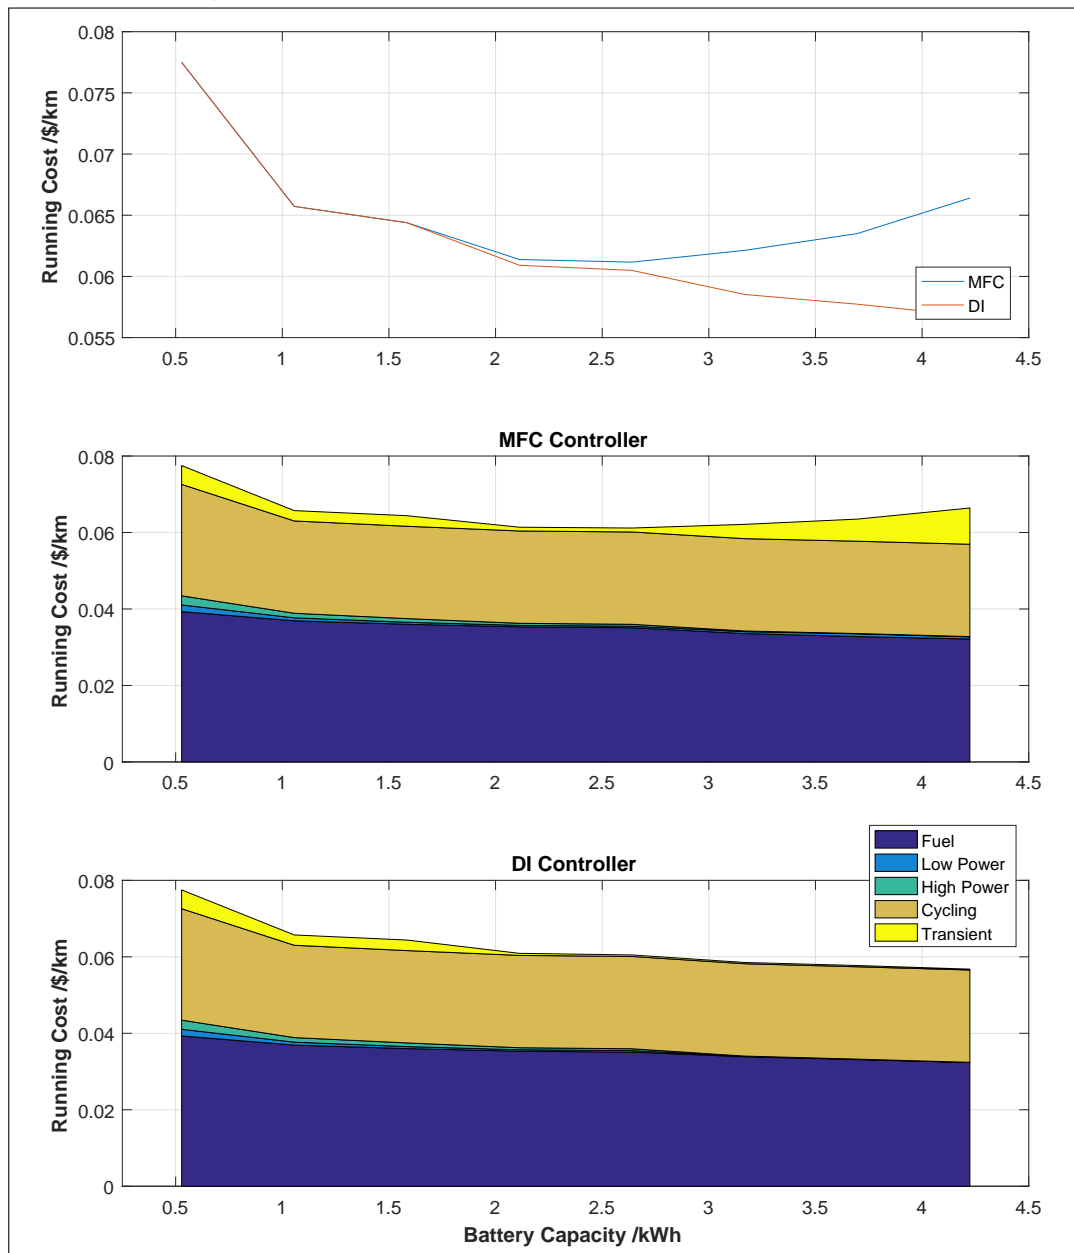 0.08
0.075
0.07
0.065
0.06
0.055
Running Cost /$/km
0.5 1 1.5 2 2.5 3 3.5 4 4.5
MFC
DI
MFC Controller
0.08
0.06
0.04
0.02
0
Running Cost /$/km
0.5 1 1.5 2 2.5 3 3.5 4 4.5
DI Controller
Fuel
Low Power
High Power
Cycling
Transient
0.08
0.06
0.04
0.02
0
Running Cost /$/km
0.5 1 1.5 2 2.5 3 3.5 4 4.5
Battery Capacity /kWh